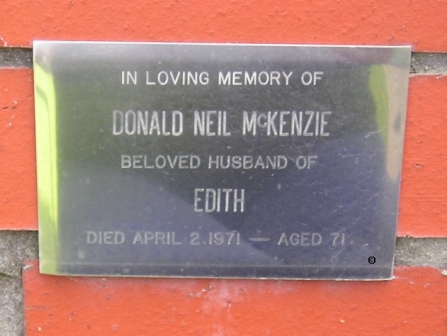 IN LOVING MEMORY OF
DONALD NEIL McKENZIE
BELOVED HUSBAND OF
EDITH
DIED APRIL 2.1971 — AGED 71.